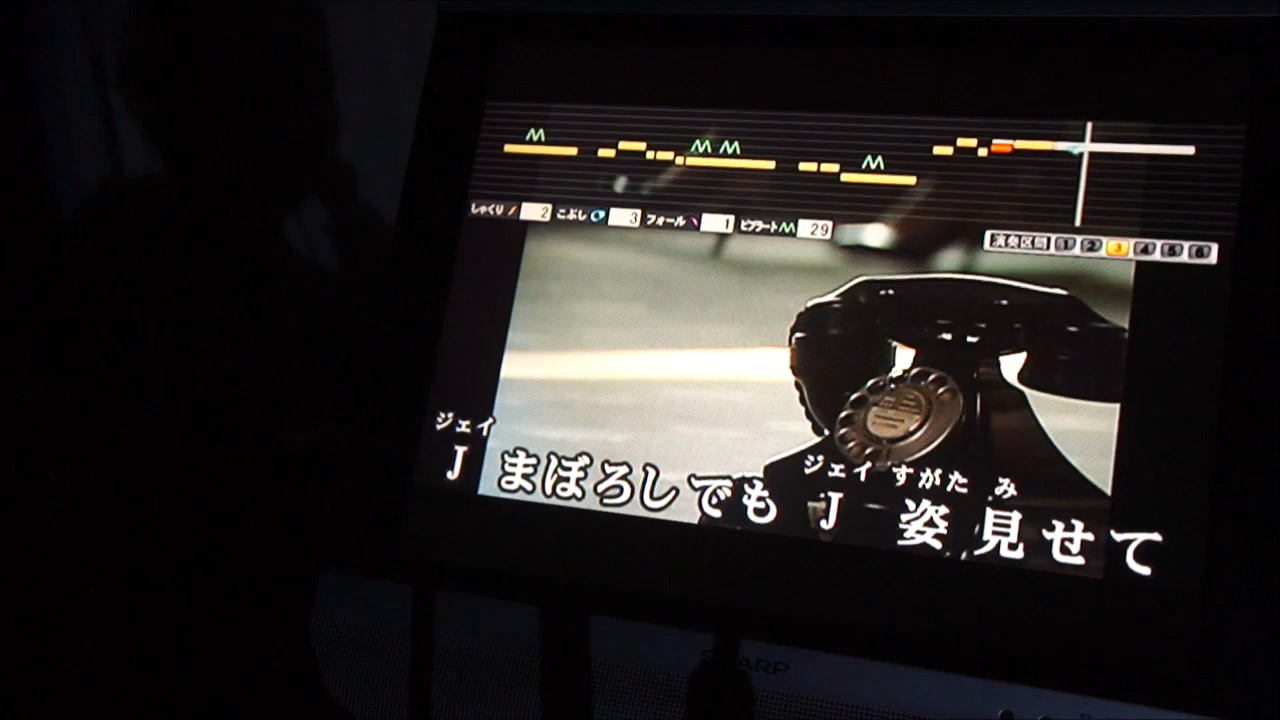 しゃくり 2 こぶし 3 フォール 1 ビブラート 29
演奏区間 1 2 3 4 5 6
ジェイ ジェイ すがた み
J まぼろしでも J 姿 見せて
SHARP